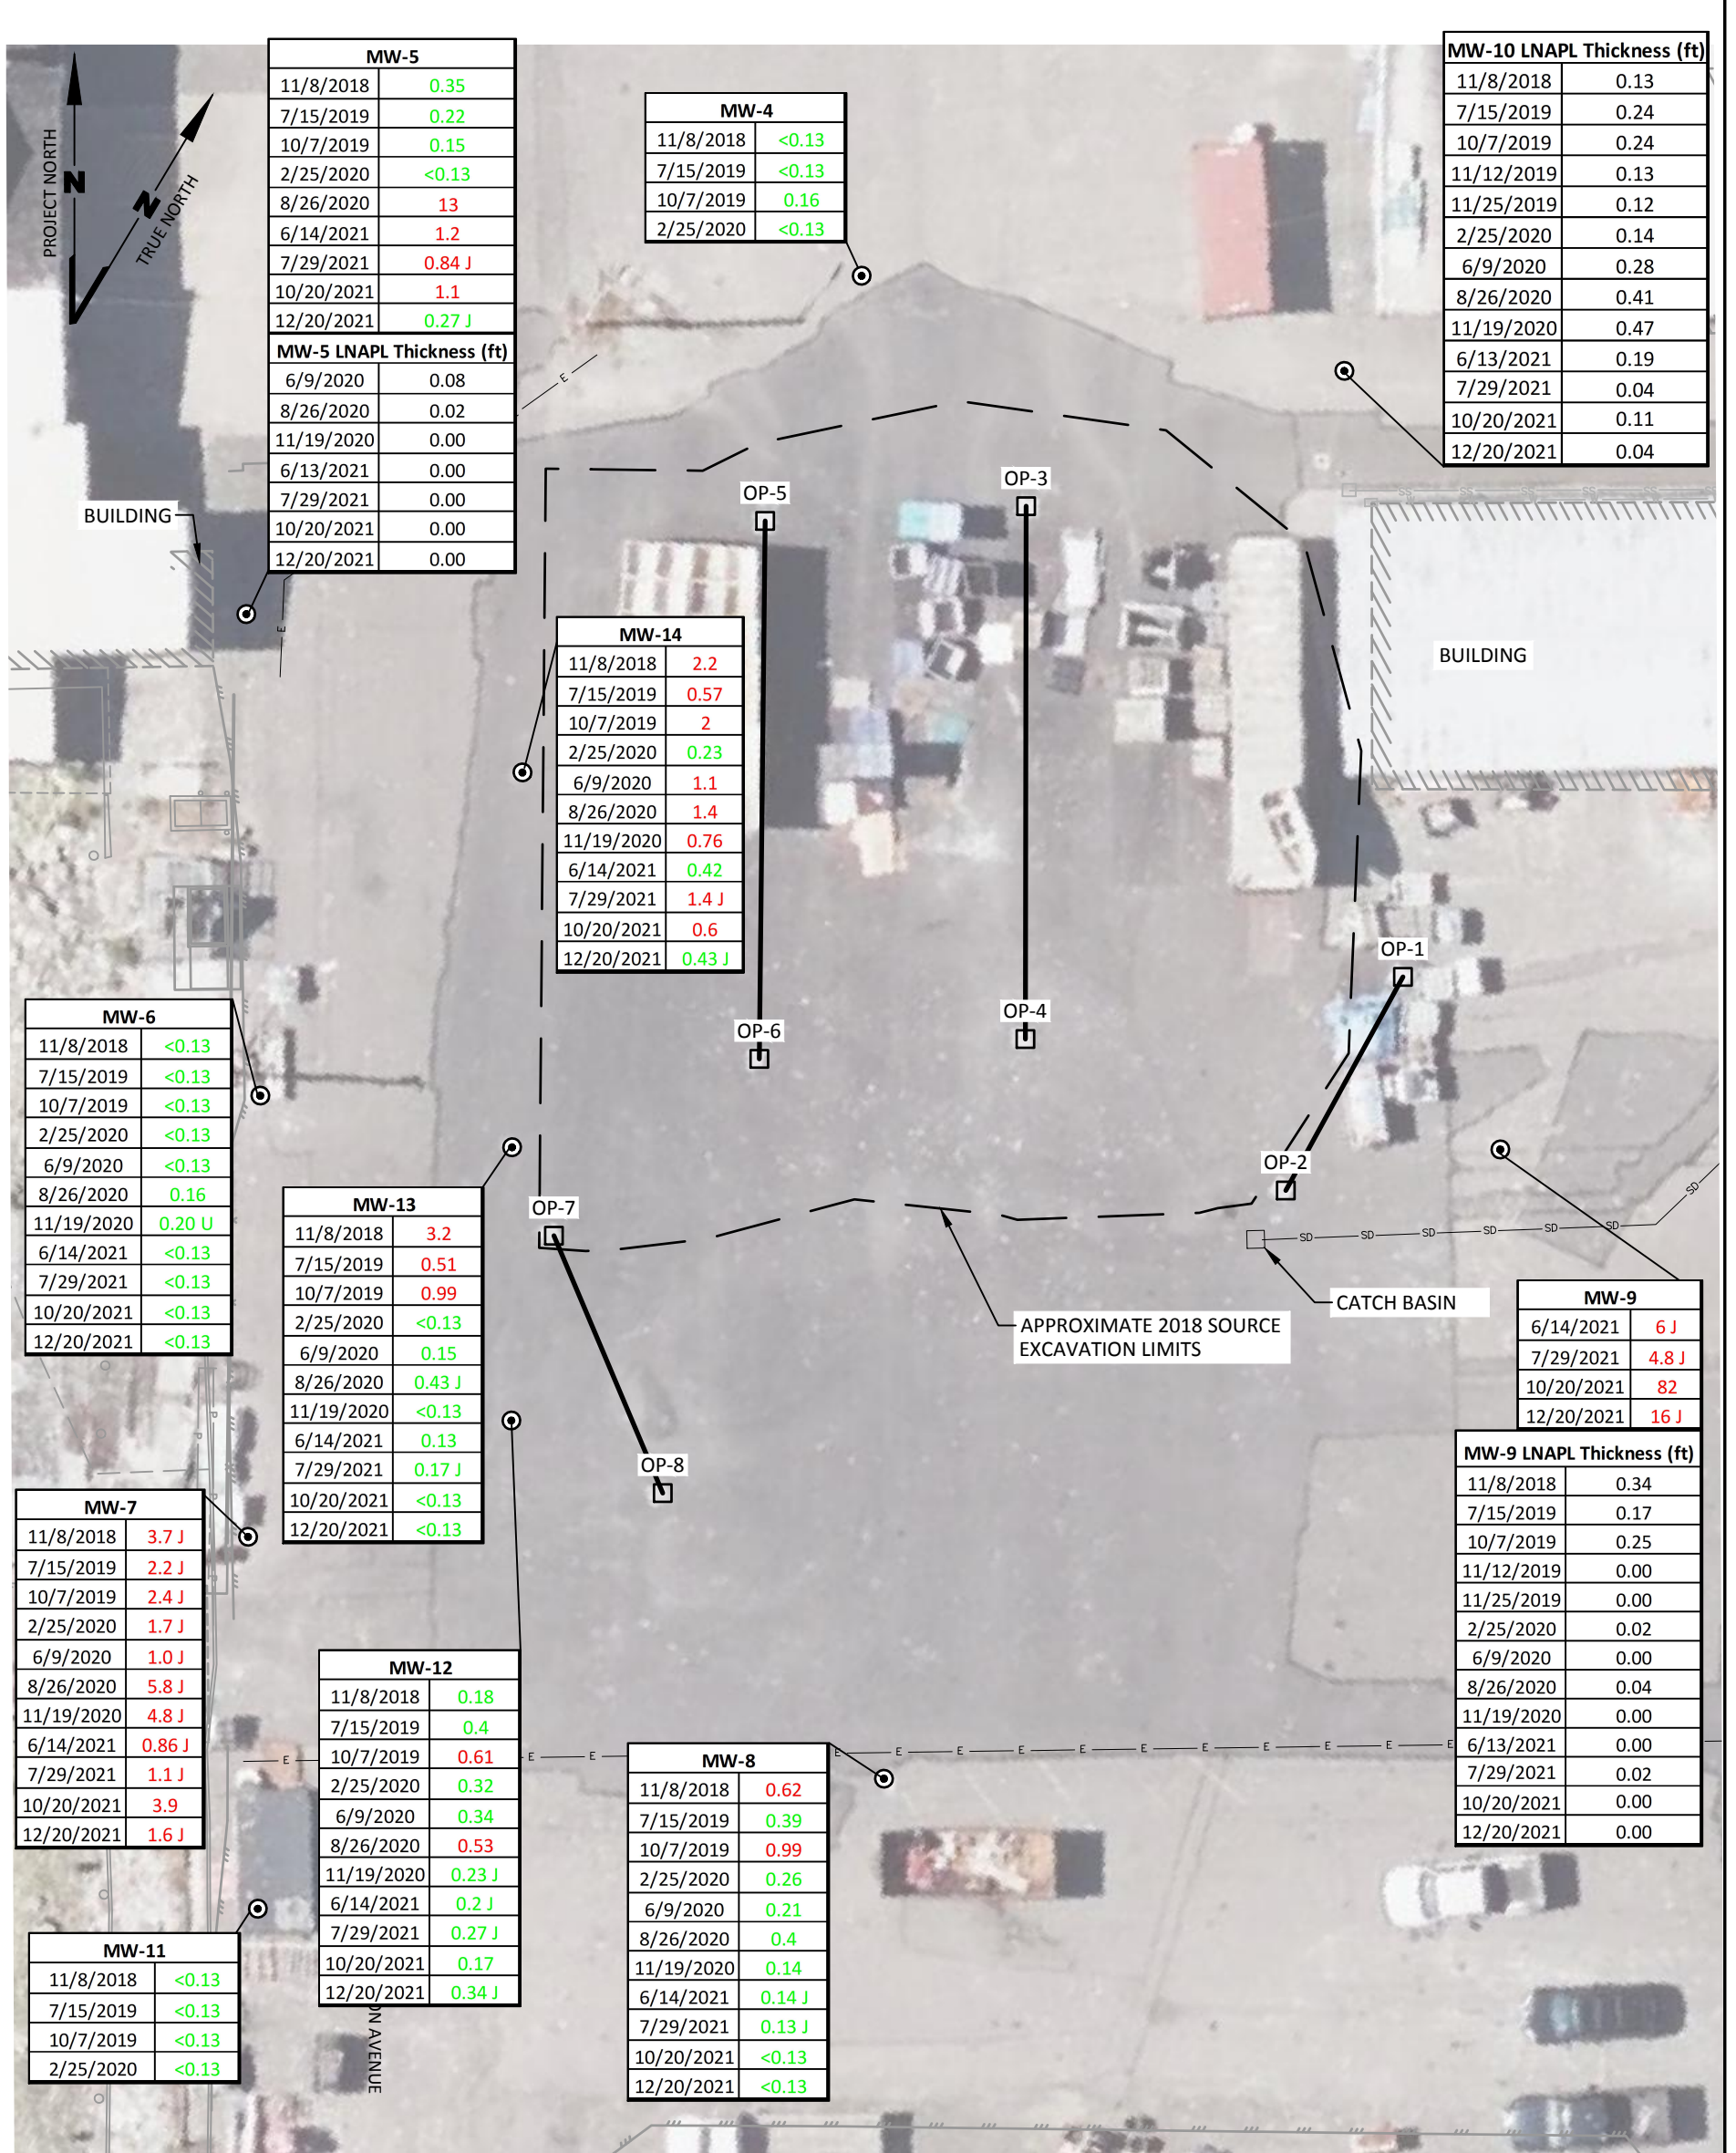 PROJECT NORTH
N
TRUE NORTH
N
MW-5
11/8/2018 0.35
7/15/2019 0.22
10/7/2019 0.15
2/25/2020 <0.13
8/26/2020 13
6/14/2021 1.2
7/29/2021 0.84 J
10/20/2021 1.1
12/20/2021 0.27 J
MW-5 LNAPL Thickness (ft)
6/9/2020 0.08
8/26/2020 0.02
11/19/2020 0.00
6/13/2021 0.00
7/29/2021 0.00
10/20/2021 0.00
12/20/2021 0.00
MW-4
11/8/2018 <0.13
7/15/2019 <0.13
10/7/2019 0.16
2/25/2020 <0.13
MW-10 LNAPL Thickness (ft)
11/8/2018 0.13
7/15/2019 0.24
10/7/2019 0.24
11/12/2019 0.13
11/25/2019 0.12
2/25/2020 0.14
6/9/2020 0.28
8/26/2020 0.41
11/19/2020 0.47
6/13/2021 0.19
7/29/2021 0.04
10/20/2021 0.11
12/20/2021 0.04
E
BUILDING
E
OP-5
OP-3
SS SS SS SS SS
BUILDING
MW-14
11/8/2018 2.2
7/15/2019 0.57
10/7/2019 2
2/25/2020 0.23
6/9/2020 1.1
8/26/2020 1.4
11/19/2020 0.76
6/14/2021 0.42
7/29/2021 1.4 J
10/20/2021 0.6
12/20/2021 0.43 J
OP-1
OP-6
OP-4
OP-2
OP-7
OP-8
MW-6
11/8/2018 <0.13
7/15/2019 <0.13
10/7/2019 <0.13
2/25/2020 <0.13
6/9/2020 <0.13
8/26/2020 0.16
11/19/2020 0.20 U
6/14/2021 <0.13
7/29/2021 <0.13
10/20/2021 <0.13
12/20/2021 <0.13
MW-13
11/8/2018 3.2
7/15/2019 0.51
10/7/2019 0.99
2/25/2020 <0.13
6/9/2020 0.15
8/26/2020 0.43 J
11/19/2020 <0.13
6/14/2021 0.13
7/29/2021 0.17 J
10/20/2021 <0.13
12/20/2021 <0.13
SD SD SD SD SD SD SD
CATCH BASIN
APPROXIMATE 2018 SOURCE
EXCAVATION LIMITS
MW-9
6/14/2021 6 J
7/29/2021 4.8 J
10/20/2021 82
12/20/2021 16 J
MW-9 LNAPL Thickness (ft)
11/8/2018 0.34
7/15/2019 0.17
10/7/2019 0.25
11/12/2019 0.00
11/25/2019 0.00
2/25/2020 0.02
6/9/2020 0.00
8/26/2020 0.04
11/19/2020 0.00
6/13/2021 0.00
7/29/2021 0.02
10/20/2021 0.00
12/20/2021 0.00
P P
P
MW-7
11/8/2018 3.7 J
7/15/2019 2.2 J
10/7/2019 2.4 J
2/25/2020 1.7 J
6/9/2020 1.0 J
8/26/2020 5.8 J
11/19/2020 4.8 J
6/14/2021 0.86 J
7/29/2021 1.1 J
10/20/2021 3.9
12/20/2021 1.6 J
MW-12
11/8/2018 0.18
7/15/2019 0.4
10/7/2019 0.61
2/25/2020 0.32
6/9/2020 0.34
8/26/2020 0.53
11/19/2020 0.23 J
6/14/2021 0.2 J
7/29/2021 0.27 J
10/20/2021 0.17
12/20/2021 0.34 J
E E E E E E E E E E E E E E
MW-8
11/8/2018 0.62
7/15/2019 0.39
10/7/2019 0.99
2/25/2020 0.26
6/9/2020 0.21
8/26/2020 0.4
11/19/2020 0.14
6/14/2021 0.14 J
7/29/2021 0.13 J
10/20/2021 <0.13
12/20/2021 <0.13
MW-11
11/8/2018 <0.13
7/15/2019 <0.13
10/7/2019 <0.13
2/25/2020 <0.13
ON AVENUE